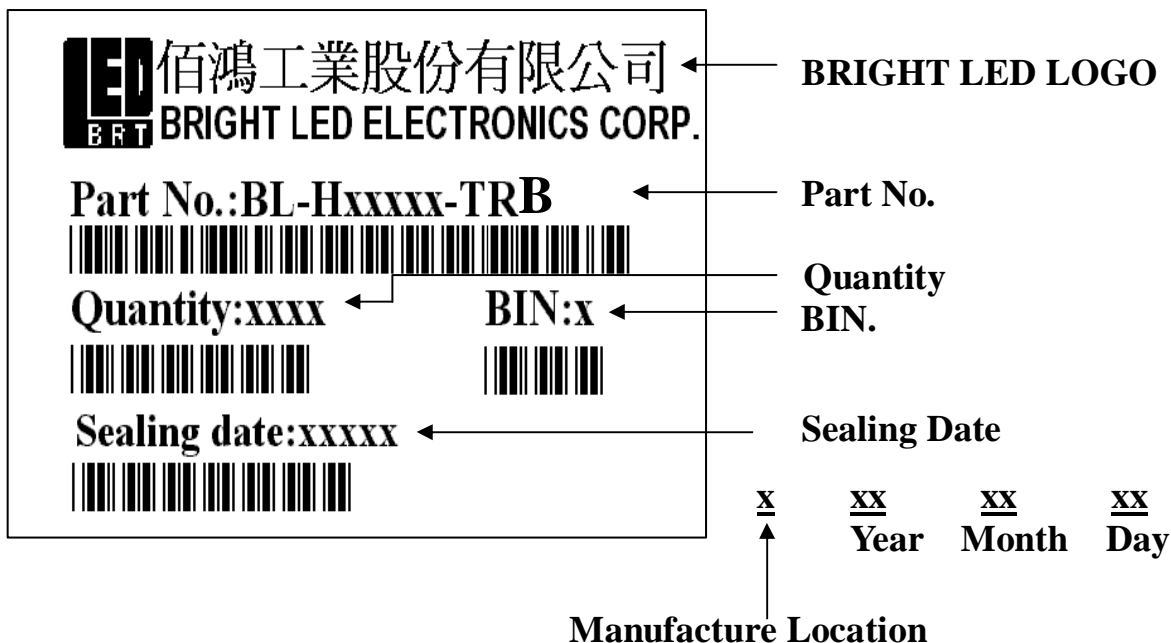 LED
佰鴻工業股份有限公司
BRT
BRIGHT LED ELECTRONICS CORP.
BRIGHT LED LOGO
Part No.:BL-Hxxxxx-TRB
Part No.
Quantity:xxxx
BIN:x
Quantity
BIN.
Sealing date:xxxxx
Sealing Date
x xx xx xx
Year Month Day
Manufacture Location